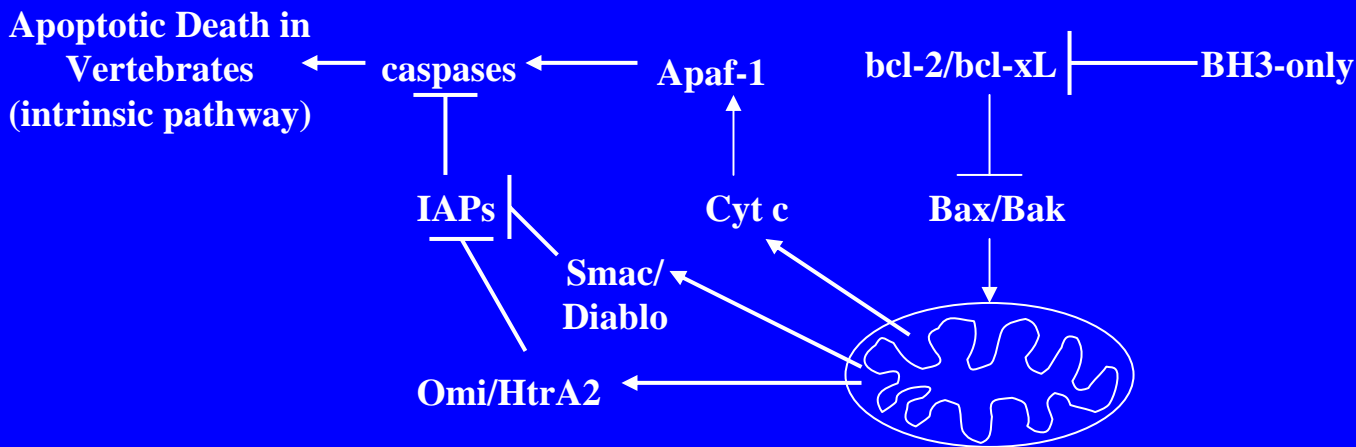 Apoptotic Death in
Vertebrates
(intrinsic pathway)
caspases
Apaf-1
bcl-2/bcl-xL
BH3-only
IAPs
Cyt c
Bax/Bak
Smac/
Diablo
Omi/HtrA2